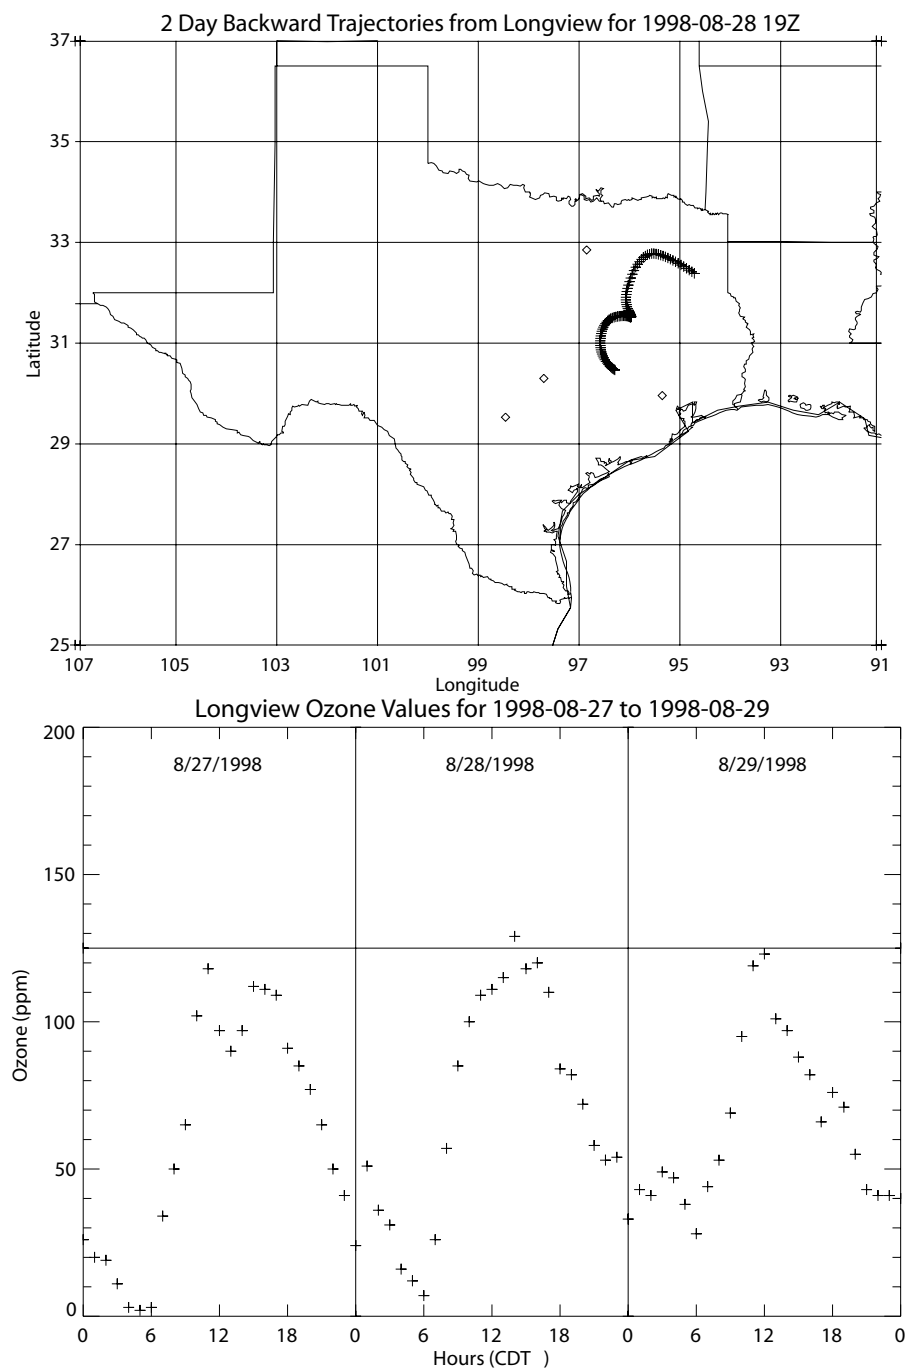 2 Day Backward Trajectories from Longview for 1998-08-28 19Z
37
35
33
31
29
27
25
Latitude
107 105 103 101 99 97 95 93 91
Longitude
Longview Ozone Values for 1998-08-27 to 1998-08-29
200
150
100
50
0
Ozone (ppm)
8/27/1998 8/28/1998 8/29/1998
0 6 12 18 0 6 12 18 0 6 12 18 0
Hours (CDT )